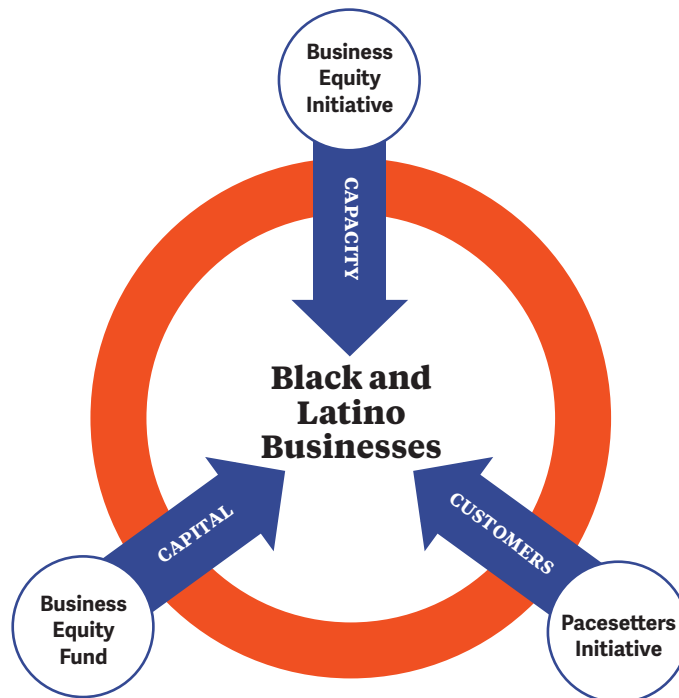 Business
Equity
Initiative
CAPACITY
Black and
Latino
Businesses
CAPITAL
CUSTOMERS
Business
Equity
Fund
Pacesetters
Initiative